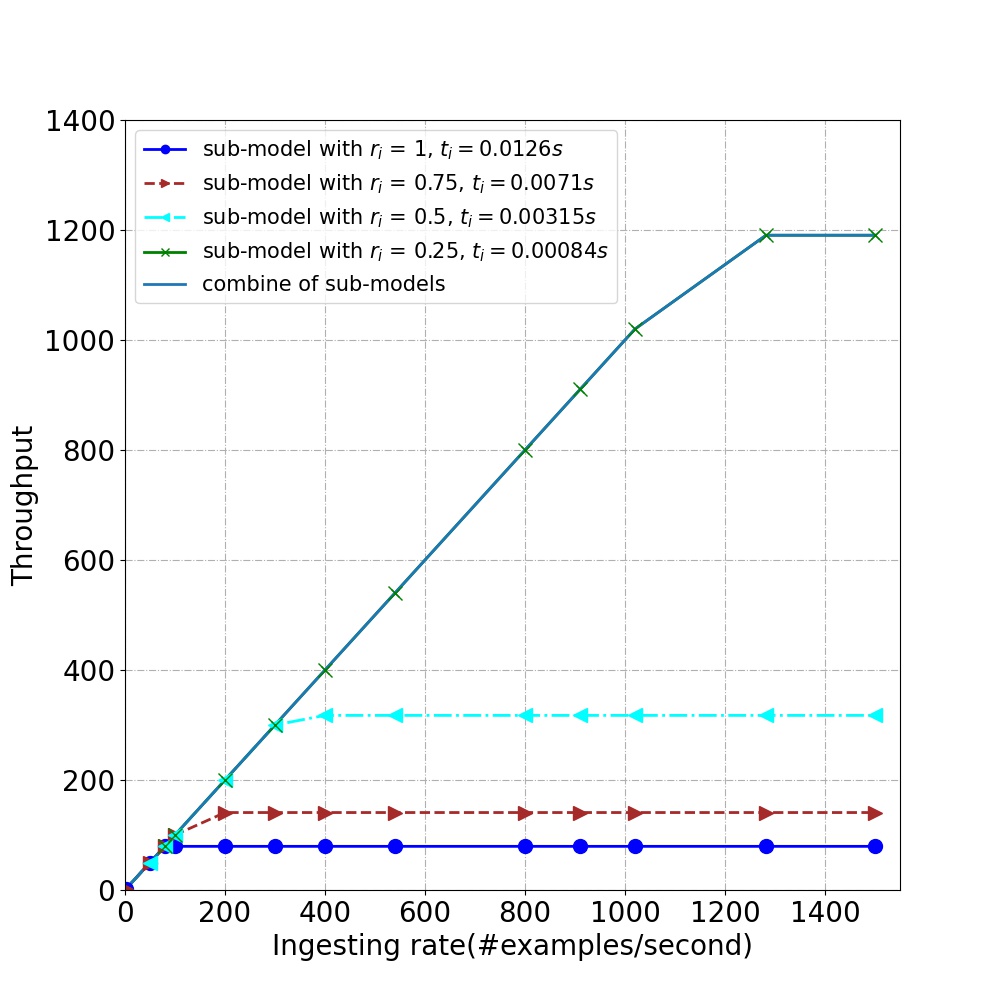 1400
1200
1000
800
600
400
200
0
Throughput
sub-model with r_i = 1, t_i = 0.0126s
sub-model with r_i = 0.75, t_i = 0.0071s
sub-model with r_i = 0.5, t_i = 0.00315s
sub-model with r_i = 0.25, t_i = 0.00084s
combine of sub-models
0 200 400 600 800 1000 1200 1400
Ingesting rate(#examples/second)